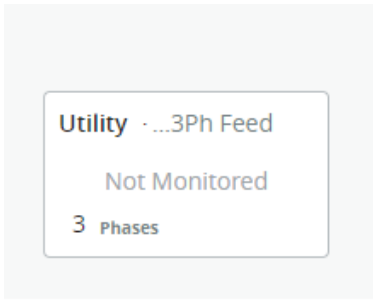 Utility · ...3Ph Feed
Not Monitored
3 Phases